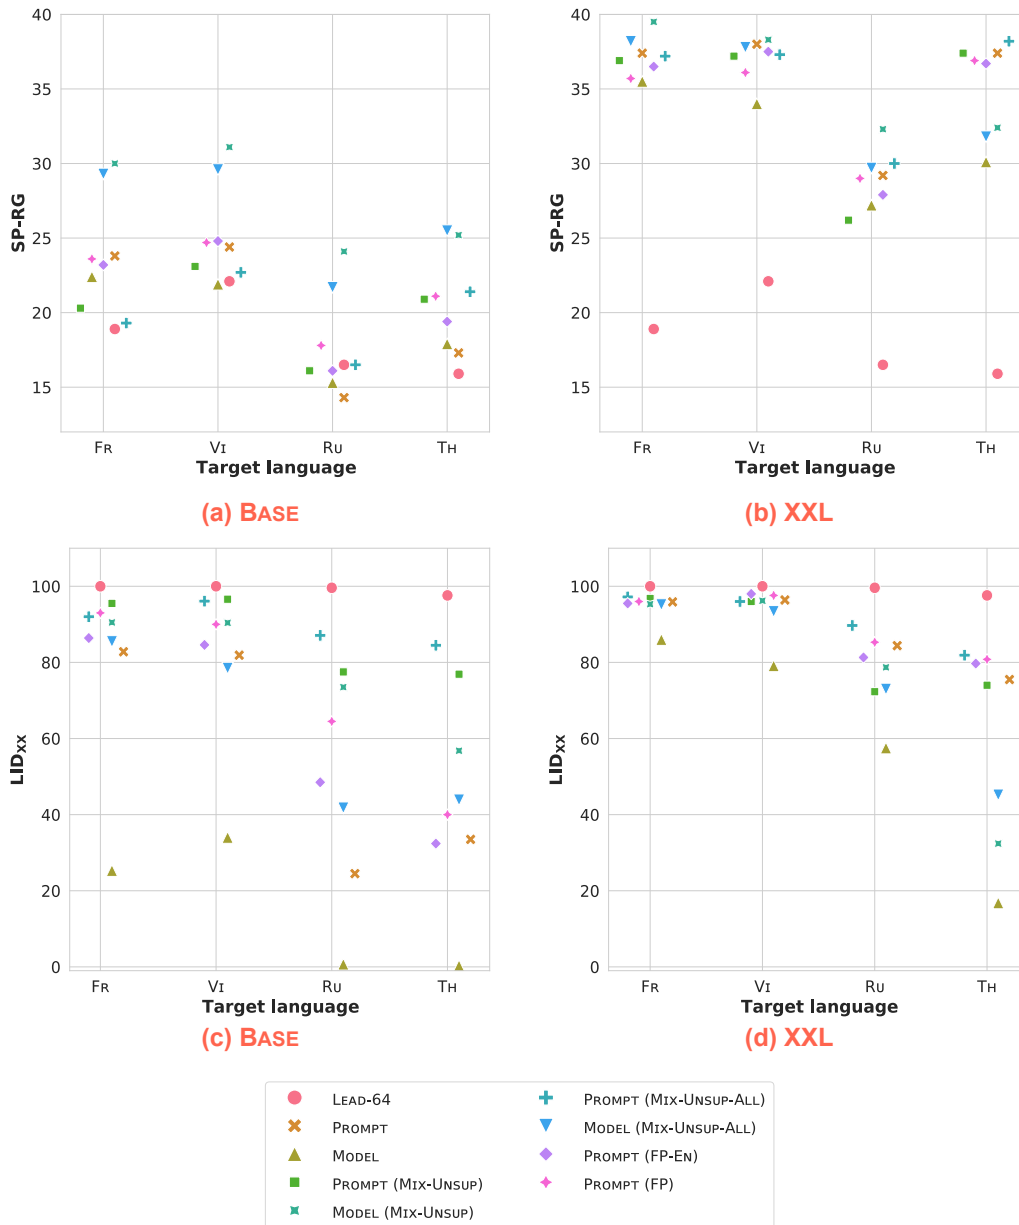 40
35
30
25
20
15
SP-RG
FR VI RU TH
Target language
(a) BASE
40
35
30
25
20
15
SP-RG
FR VI RU TH
Target language
(b) XXL
100
80
60
40
20
0
LIDXX
FR VI RU TH
Target language
(c) BASE
100
80
60
40
20
0
LIDXX
FR VI RU TH
Target language
(d) XXL
LEAD-64
PROMPT
MODEL
PROMPT (MIX-UNSUP)
MODEL (MIX-UNSUP)
PROMPT (MIX-UNSUP-ALL)
MODEL (MIX-UNSUP-ALL)
PROMPT (FP-EN)
PROMPT (FP)